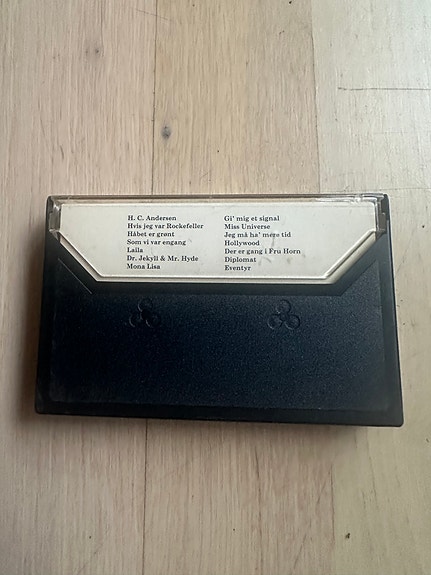 H. C. Andersen
Hvis jeg var Rockefeller
Håbet er grønt
Som vi var engang
Laila
Dr. Jekyll & Mr. Hyde
Mona Lisa
Gi' mig et signal
Miss Universe
Jeg må ha' mere tid
Hollywood
Der er gang i Fru Horn
Diplomat
Eventyr